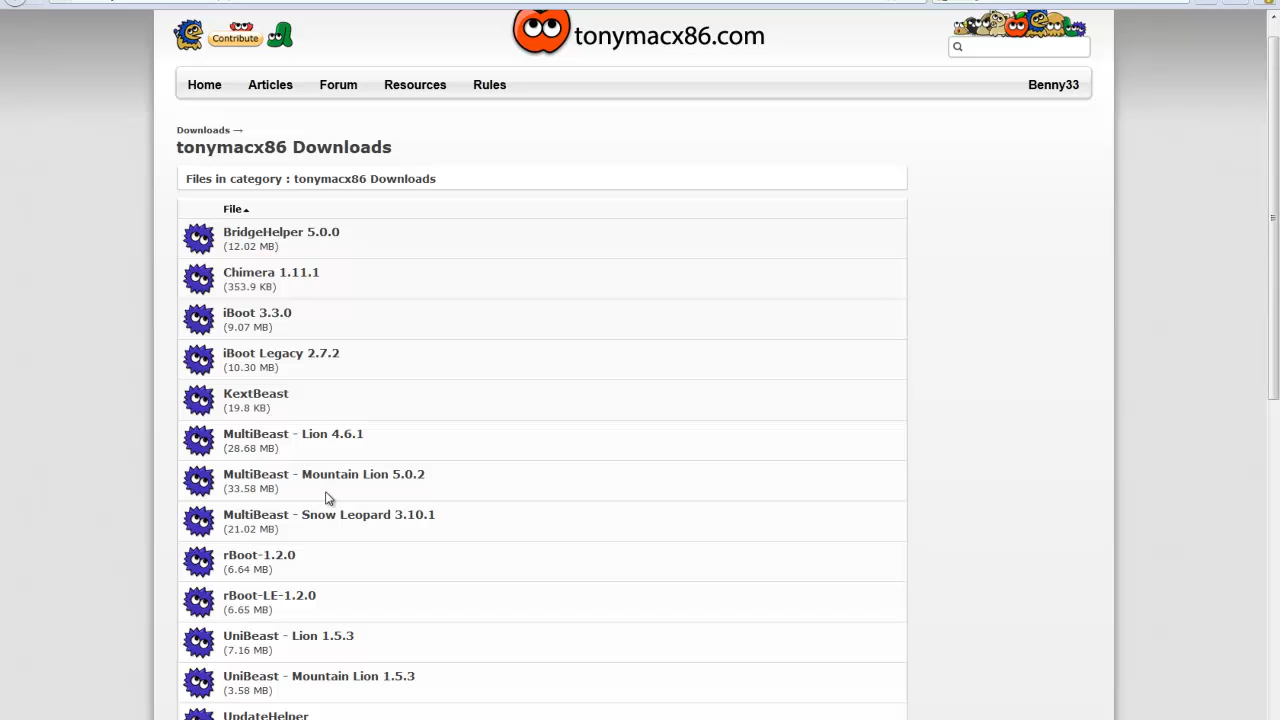 Contribute
tonymacx86.com
Home
Articles
Forum
Resources
Rules
Benny33
Downloads →
tonymacx86 Downloads
Files in category : tonymacx86 Downloads
File
BridgeHelper 5.0.0
(12.02 MB)
Chimera 1.11.1
(353.9 KB)
iBoot 3.3.0
(9.07 MB)
iBoot Legacy 2.7.2
(10.30 MB)
KextBeast
(19.8 KB)
MultiBeast - Lion 4.6.1
(28.68 MB)
MultiBeast - Mountain Lion 5.0.2
(33.58 MB)
MultiBeast - Snow Leopard 3.10.1
(21.02 MB)
rBoot-1.2.0
(6.64 MB)
rBoot-LE-1.2.0
(6.65 MB)
UniBeast - Lion 1.5.3
(7.16 MB)
UniBeast - Mountain Lion 1.5.3
(3.58 MB)
UpdateHelper